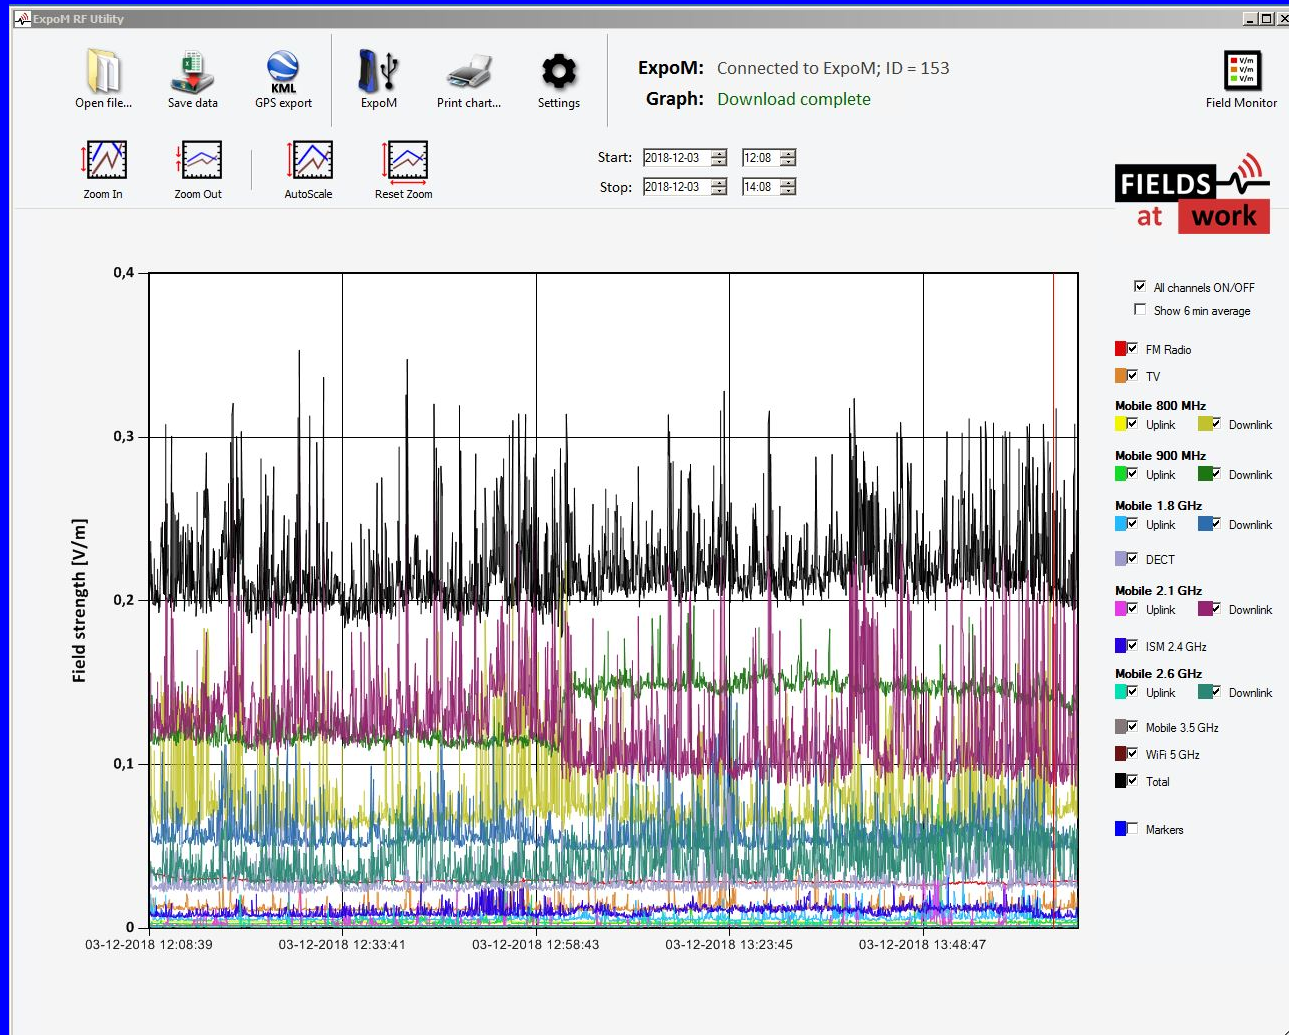 ExpoM RF Utility
Open file...
Save data
KML
GPS export
ExpoM
Print chart...
Settings
ExpoM: Connected to ExpoM; ID = 153
Graph: Download complete
V/m
V/m
V/m
Field Monitor
Zoom In
Zoom Out
AutoScale
Reset Zoom
Start: 2018-12-03 12:08
Stop: 2018-12-03 14:08
FIELDS
at work
0,4
0,3
0,2
0,1
0
Field strength [V/m]
03-12-2018 12:08:39
03-12-2018 12:33:41
03-12-2018 12:58:43
03-12-2018 13:23:45
03-12-2018 13:48:47
All channels ON/OFF
Show 6 min average
FM Radio
TV
Mobile 800 MHz
Uplink Downlink
Mobile 900 MHz
Uplink Downlink
Mobile 1.8 GHz
Uplink Downlink
DECT
Mobile 2.1 GHz
Uplink Downlink
ISM 2.4 GHz
Mobile 2.6 GHz
Uplink Downlink
Mobile 3.5 GHz
WiFi 5 GHz
Total
Markers